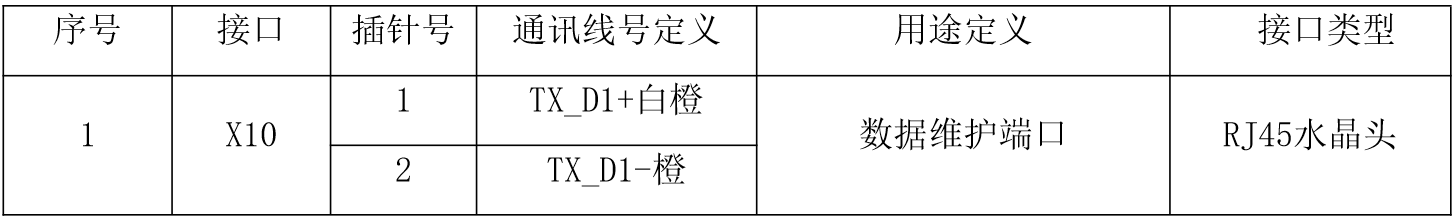 序号 接口 插针号 通讯线号定义 用途定义 接口类型
1 TX_D1+白橙
1 X10 数据维护端口 RJ45水晶头
2 TX_D1-橙